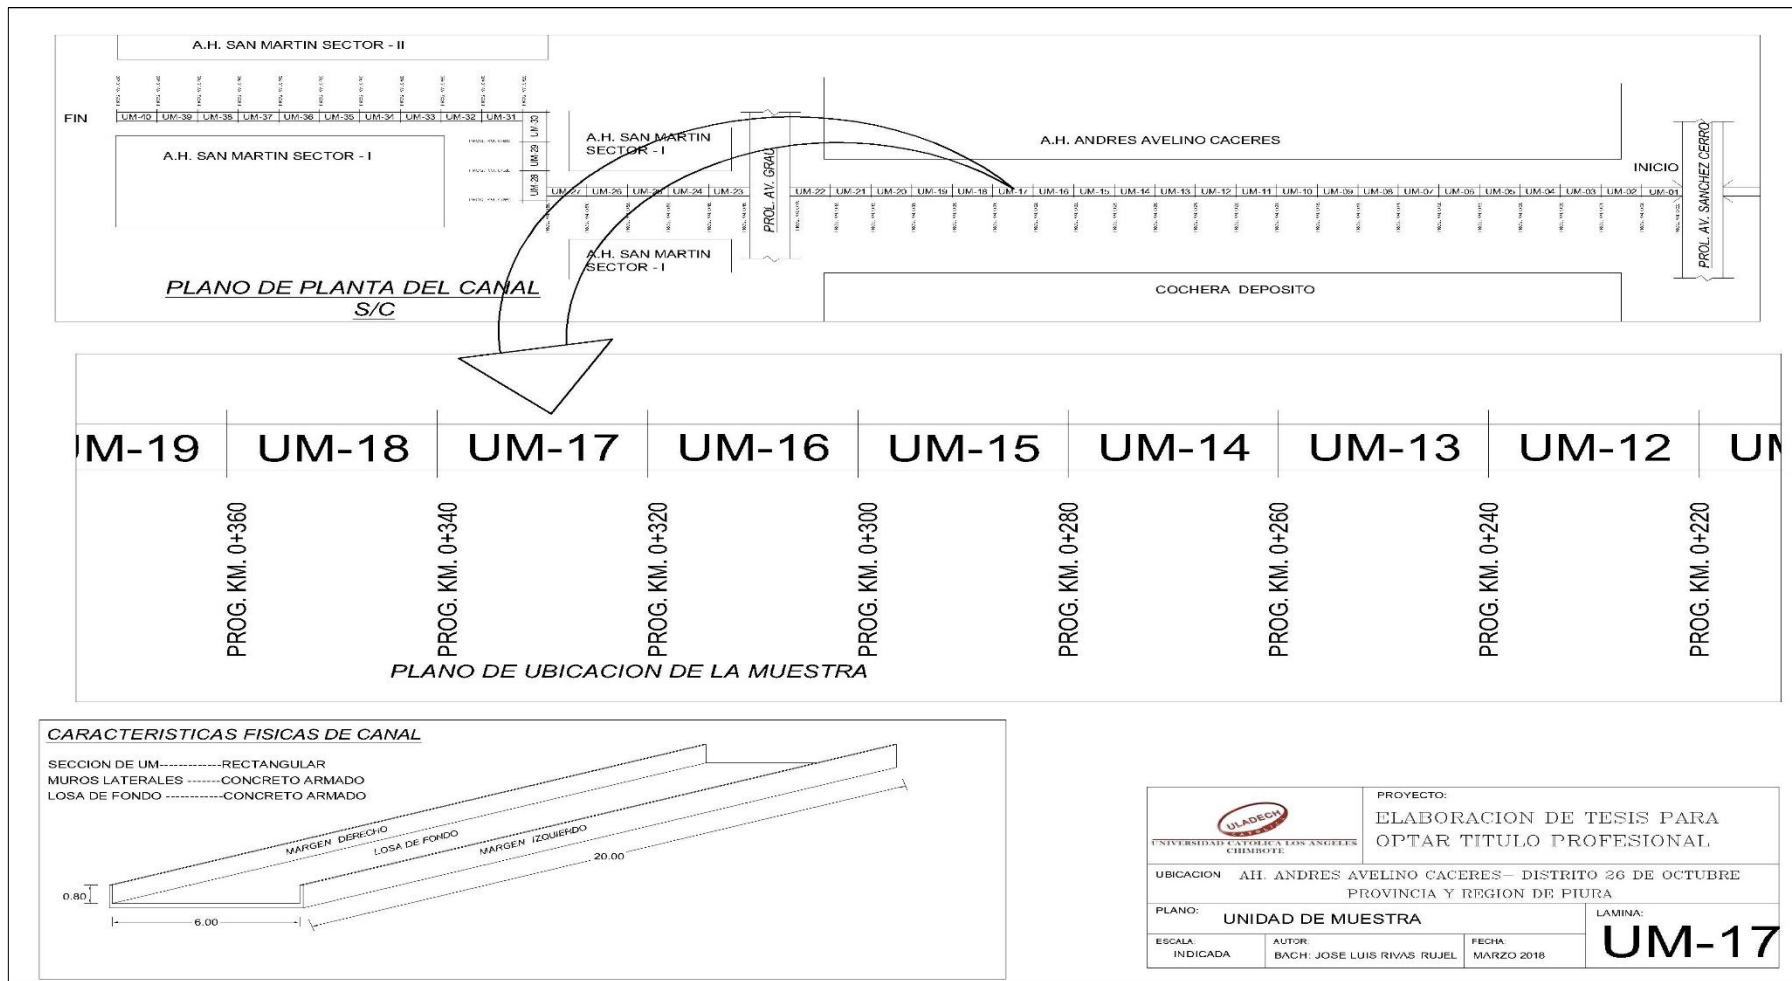 A.H. SAN MARTIN SECTOR - II
FIN
UM-40 UM-39 UM-38 UM-37 UM-36 UM-35 UM-34 UM-33 UM-32 UM-31
UM-30
UM-29
UM-28
A.H. SAN MARTIN SECTOR - I
A.H. SAN MARTIN
SECTOR - I
PROL. AV. GRAU
A.H. ANDRES AVELINO CACERES
INICIO
PROL. AV. SANCHEZ CERRO
UM-27 UM-26 UM-25 UM-24 UM-23 UM-22 UM-21 UM-20 UM-19 UM-18 UM-17 UM-16 UM-15 UM-14 UM-13 UM-12 UM-11 UM-10 UM-09 UM-08 UM-07 UM-06 UM-05 UM-04 UM-03 UM-02 UM-01
A.H. SAN MARTIN
SECTOR - I
PLANO DE PLANTA DEL CANAL
S/C
COCHERA DEPOSITO
UM-19 UM-18 UM-17 UM-16 UM-15 UM-14 UM-13 UM-12 UM
PROG. KM. 0+360
PROG. KM. 0+340
PROG. KM. 0+320
PROG. KM. 0+300
PROG. KM. 0+280
PROG. KM. 0+260
PROG. KM. 0+240
PROG. KM. 0+220
PLANO DE UBICACION DE LA MUESTRA
CARACTERISTICAS FISICAS DE CANAL
SECCION DE UM------------RECTANGULAR
MUROS LATERALES ------CONCRETO ARMADO
LOSA DE FONDO -----------CONCRETO ARMADO
MARGEN DERECHO
LOSA DE FONDO
MARGEN IZQUIERDO
20.00
0.80
6.00
ULADECH
CATOLICA
UNIVERSIDAD CATOLICA LOS ANGELES
CHIMBOTE
PROYECTO:
ELABORACION DE TESIS PARA
OPTAR TITULO PROFESIONAL
UBICACION AH. ANDRES AVELINO CACERES- DISTRITO 26 DE OCTUBRE
PROVINCIA Y REGION DE PIURA
PLANO:
UNIDAD DE MUESTRA
LAMINA:
UM-17
ESCALA:
INDICADA
AUTOR:
BACH: JOSE LUIS RIVAS RUJEL
FECHA:
MARZO 2018